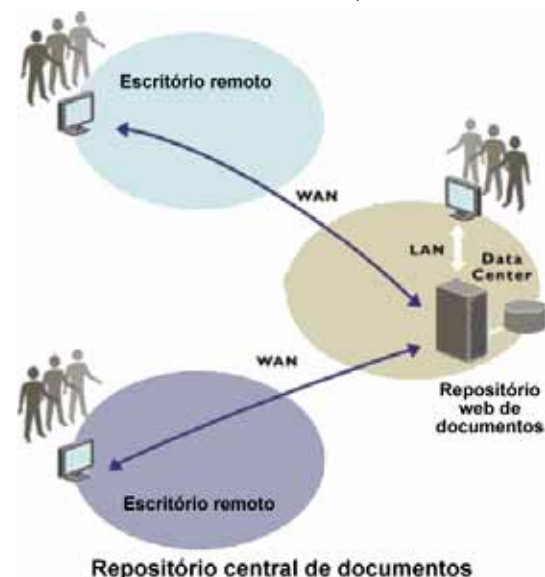 Escritório remoto
WAN
LAN
Data
Center
WAN
Repositório
web de
documentos
Escritório remoto
Repositório central de documentos